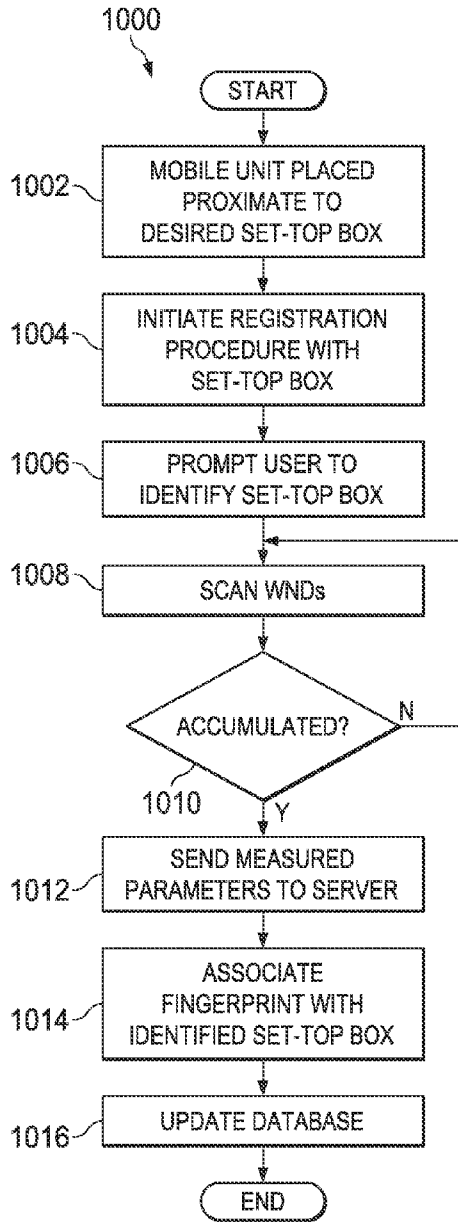 1000
START
1002
MOBILE UNIT PLACED
PROXIMATE TO
DESIRED SET-TOP BOX
1004
INITIATE REGISTRATION
PROCEDURE WITH
SET-TOP BOX
1006
PROMPT USER TO
IDENTIFY SET-TOP BOX
1008
SCAN WNDs
ACCUMULATED?
N
1010
Y
1012
SEND MEASURED
PARAMETERS TO SERVER
1014
ASSOCIATE
FINGERPRINT WITH
IDENTIFIED SET-TOP BOX
1016
UPDATE DATABASE
END